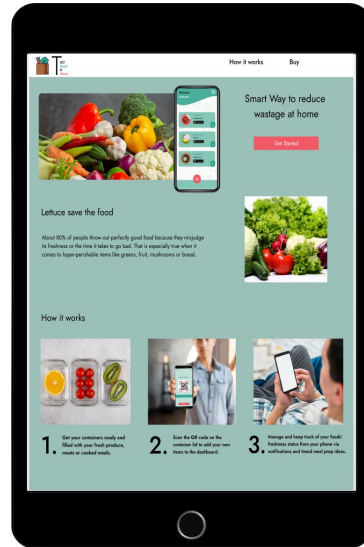 How it works Buy
Smart Way to reduce
wastage at home
Get Started
Lettuce save the food
About 80% of people throw out perfectly good food because they misjudge
its freshness or the time it takes to go bad. That is especially true when it
comes to hyper-perishable items like greens, fruit, mushrooms or bread.
How it works
1. Get your containers ready and
filled with your fresh produce,
meats or cooked meals.
2. Scan the QR code on the
container lid to add your new
items to the dashboard.
3. Manage and keep track of your foods'
freshness status from your phone via
notifications and timed meal prep ideas.